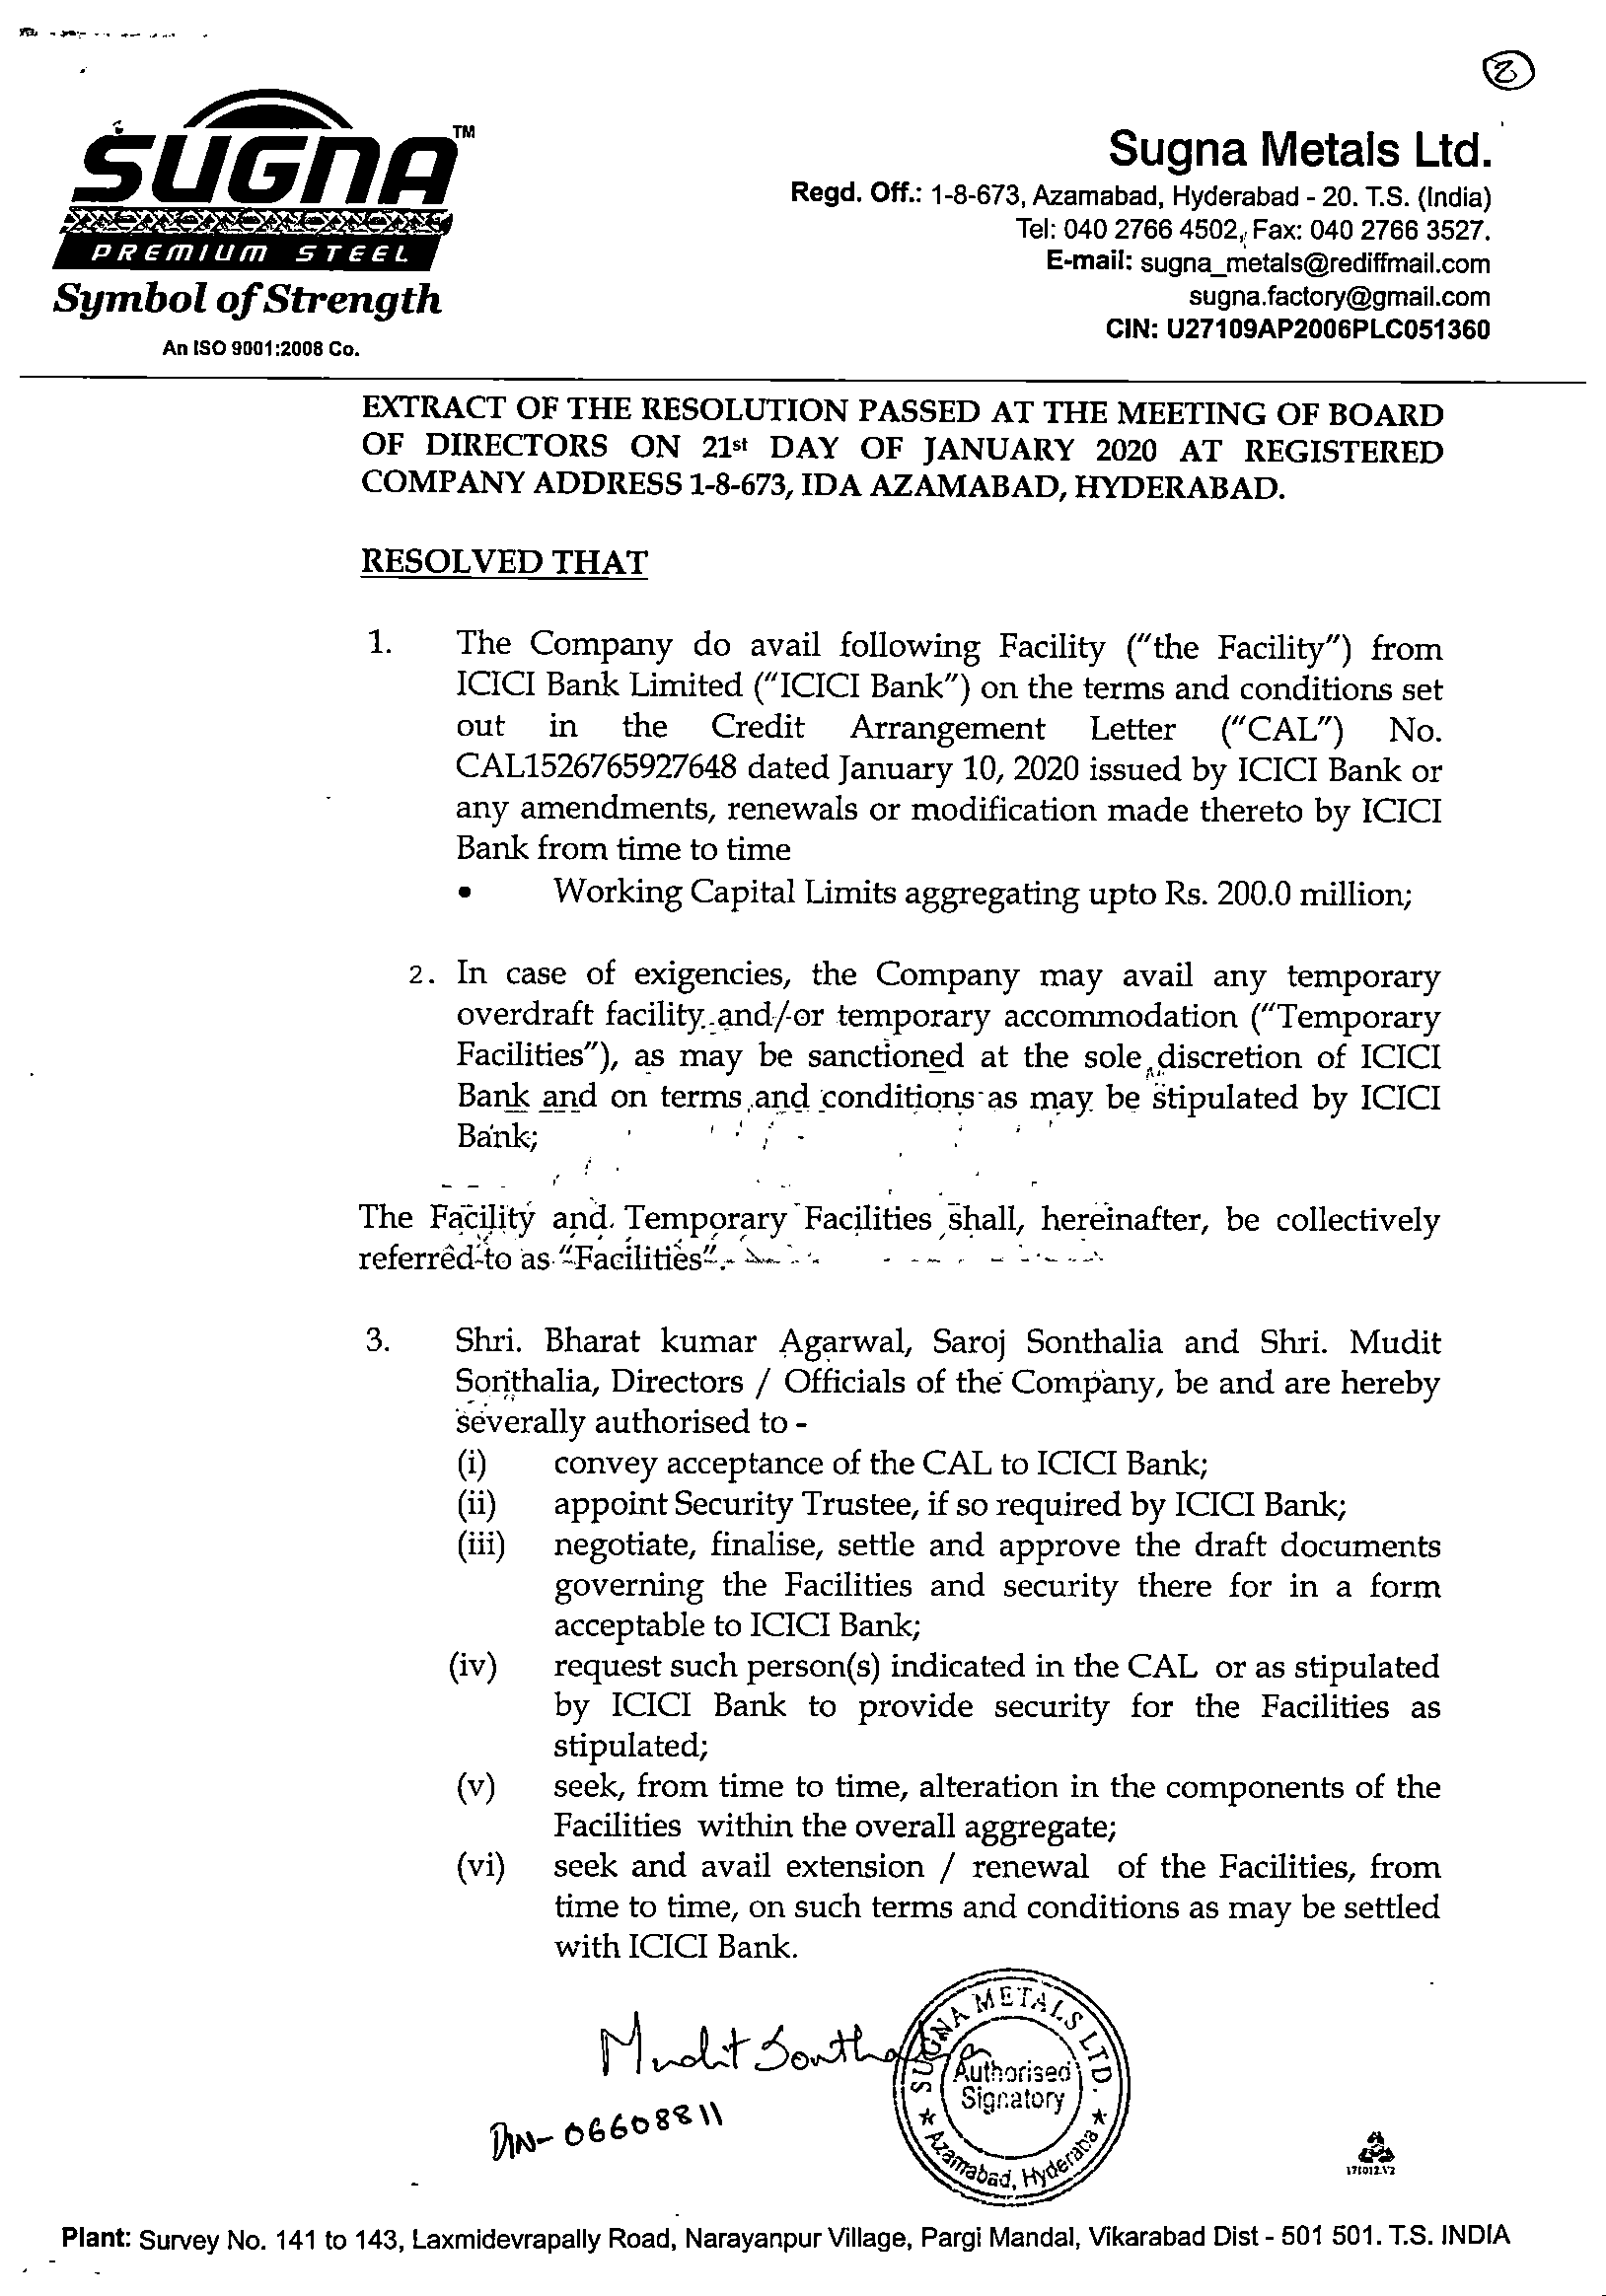 2
SUGNA™
PREMIUM STEEL
Symbol of Strength
An ISO 9001:2008 Co.
Sugna Metals Ltd.
Regd. Off.: 1-8-673, Azamabad, Hyderabad - 20. T.S. (India)
Tel: 040 2766 4502, Fax: 040 2766 3527.
E-mail: sugna_metals@rediffmail.com
sugna.factory@gmail.com
CIN: U27109AP2006PLC051360
EXTRACT OF THE RESOLUTION PASSED AT THE MEETING OF BOARD
OF DIRECTORS ON 21st DAY OF JANUARY 2020 AT REGISTERED
COMPANY ADDRESS 1-8-673, IDA AZAMABAD, HYDERABAD.
RESOLVED THAT
1. The Company do avail following Facility ("the Facility") from
ICICI Bank Limited ("ICICI Bank") on the terms and conditions set
out in the Credit Arrangement Letter ("CAL") No.
CAL1526765927648 dated January 10, 2020 issued by ICICI Bank or
any amendments, renewals or modification made thereto by ICICI
Bank from time to time
• Working Capital Limits aggregating upto Rs. 200.0 million;
2. In case of exigencies, the Company may avail any temporary
overdraft facility and/or temporary accommodation ("Temporary
Facilities"), as may be sanctioned at the sole discretion of ICICI
Bank and on terms and conditions as may be stipulated by ICICI
Bank;
The Facility and Temporary Facilities shall, hereinafter, be collectively
referred to as "Facilities".
3. Shri. Bharat kumar Agarwal, Saroj Sonthalia and Shri. Mudit
Sonthalia, Directors / Officials of the Company, be and are hereby
severally authorised to -
(i) convey acceptance of the CAL to ICICI Bank;
(ii) appoint Security Trustee, if so required by ICICI Bank;
(iii) negotiate, finalise, settle and approve the draft documents
governing the Facilities and security there for in a form
acceptable to ICICI Bank;
(iv) request such person(s) indicated in the CAL or as stipulated
by ICICI Bank to provide security for the Facilities as
stipulated;
(v) seek, from time to time, alteration in the components of the
Facilities within the overall aggregate;
(vi) seek and avail extension / renewal of the Facilities, from
time to time, on such terms and conditions as may be settled
with ICICI Bank.
Mudit Sonthalia
DIN- 06608811
SUGNA METALS LTD.
Authorised
Signatory
★ Azamabad, Hyderabad ★
171012.V2
Plant: Survey No. 141 to 143, Laxmidevrapally Road, Narayanpur Village, Pargi Mandal, Vikarabad Dist - 501 501. T.S. INDIA